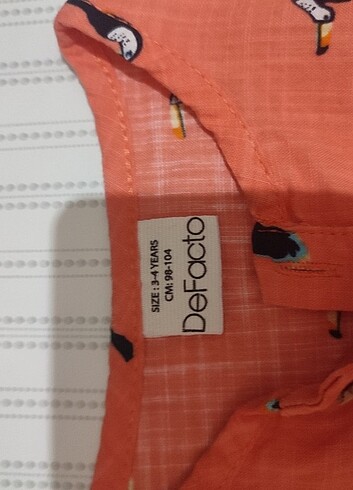 SIZE : 3-4 YEARS
CM: 98-104
DeFacto